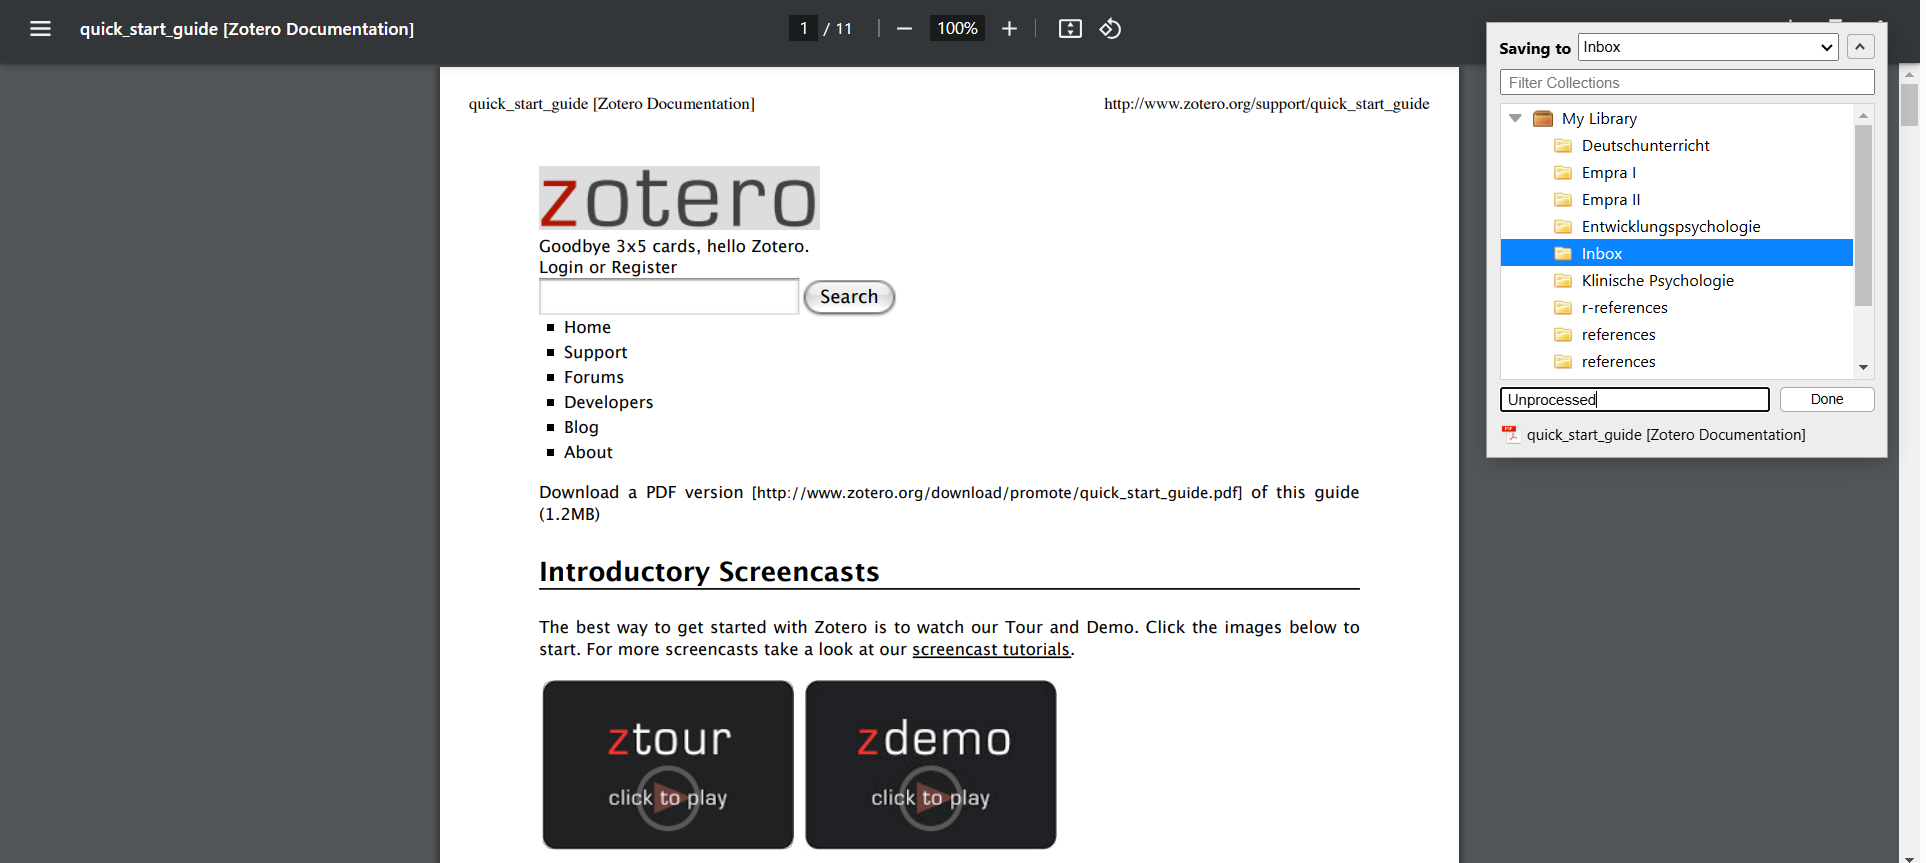 quick_start_guide [Zotero Documentation]
1 / 11
100%
quick_start_guide [Zotero Documentation] http://www.zotero.org/support/quick_start_guide
zotero
Goodbye 3x5 cards, hello Zotero.
Login or Register
Search
Home
Support
Forums
Developers
Blog
About
Download a PDF version [http://www.zotero.org/download/promote/quick_start_guide.pdf] of this guide
(1.2MB)
Introductory Screencasts
The best way to get started with Zotero is to watch our Tour and Demo. Click the images below to
start. For more screencasts take a look at our screencast tutorials.
ztour
click to play
zdemo
click to play
Saving to Inbox
Filter Collections
My Library
Deutschunterricht
Empra I
Empra II
Entwicklungspsychologie
Inbox
Klinische Psychologie
r-references
references
references
Unprocessed
Done
quick_start_guide [Zotero Documentation]